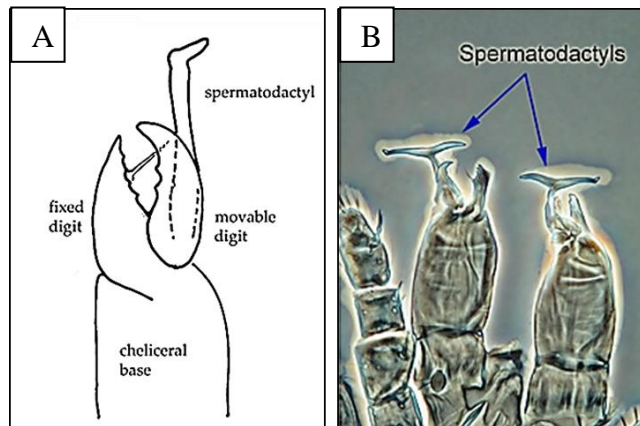 A
spermatodactyl
fixed
digit
movable
digit
cheliceral
base
B
Spermatodactyls